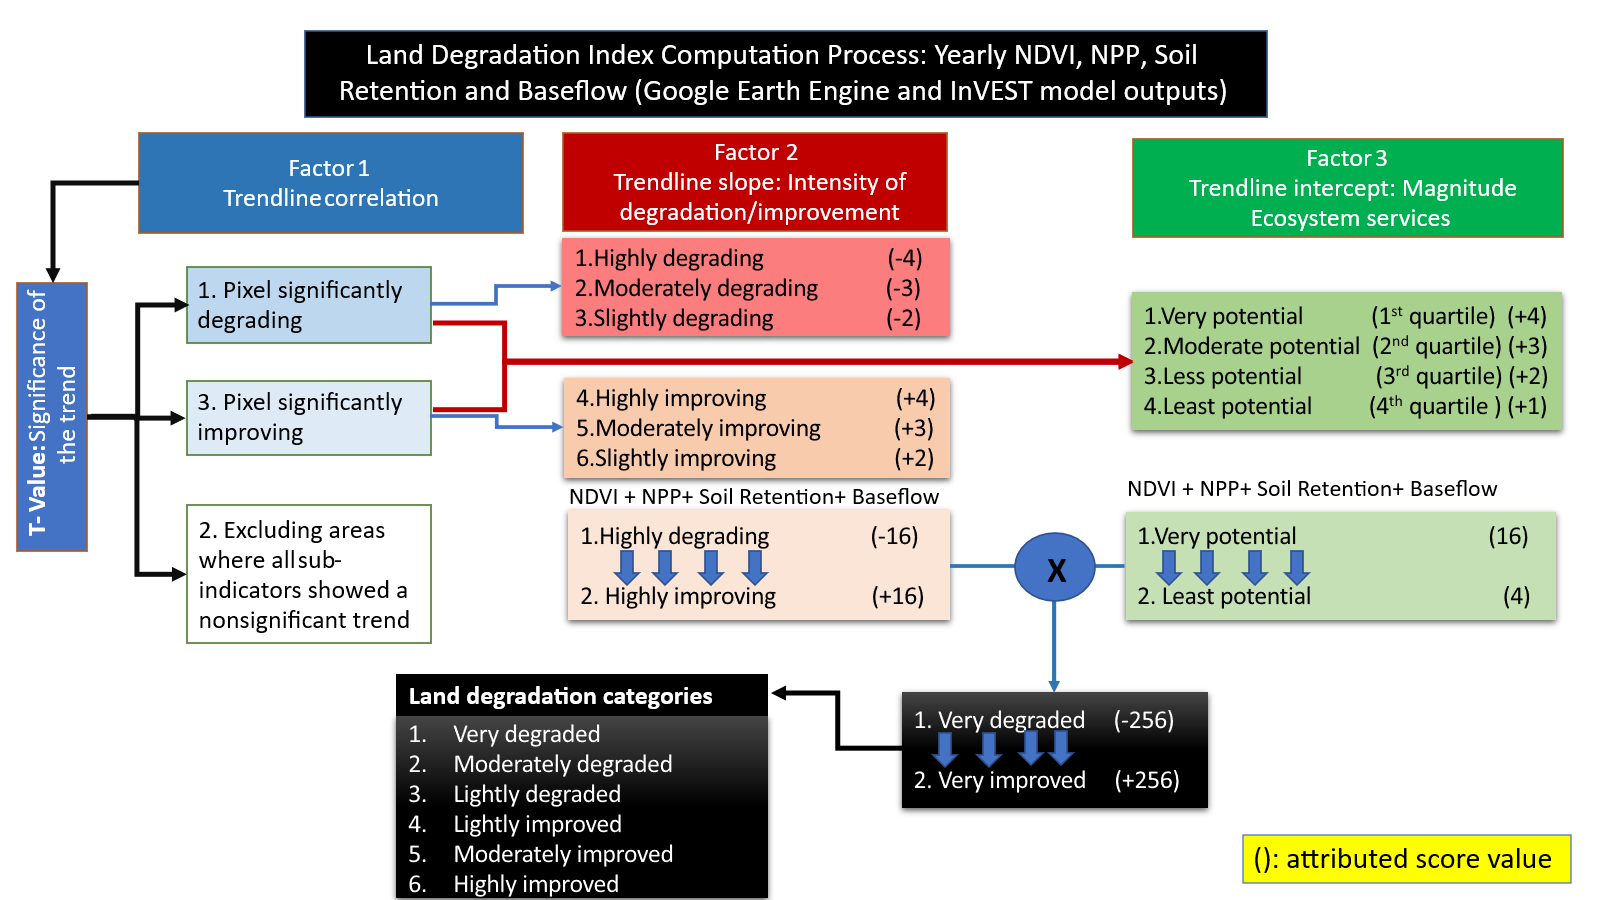 Land Degradation Index Computation Process: Yearly NDVI, NPP, Soil
Retention and Baseflow (Google Earth Engine and InVEST model outputs)
Factor 1
Trendline correlation
Factor 2
Trendline slope: Intensity of
degradation/improvement
Factor 3
Trendline intercept: Magnitude
Ecosystem services
T- Value: Significance of
the trend
1. Pixel significantly
degrading
3. Pixel significantly
improving
2. Excluding areas
where all sub-
indicators showed a
nonsignificant trend
1.Highly degrading (-4)
2.Moderately degrading (-3)
3.Slightly degrading (-2)
4.Highly improving (+4)
5.Moderately improving (+3)
6.Slightly improving (+2)
1.Very potential (1st quartile) (+4)
2.Moderate potential (2nd quartile) (+3)
3.Less potential (3rd quartile) (+2)
4.Least potential (4th quartile ) (+1)
NDVI + NPP+ Soil Retention+ Baseflow
1.Highly degrading (-16)
2. Highly improving (+16)
X
NDVI + NPP+ Soil Retention+ Baseflow
1.Very potential (16)
2. Least potential (4)
1. Very degraded (-256)
2. Very improved (+256)
Land degradation categories
1. Very degraded
2. Moderately degraded
3. Lightly degraded
4. Lightly improved
5. Moderately improved
6. Highly improved
(): attributed score value